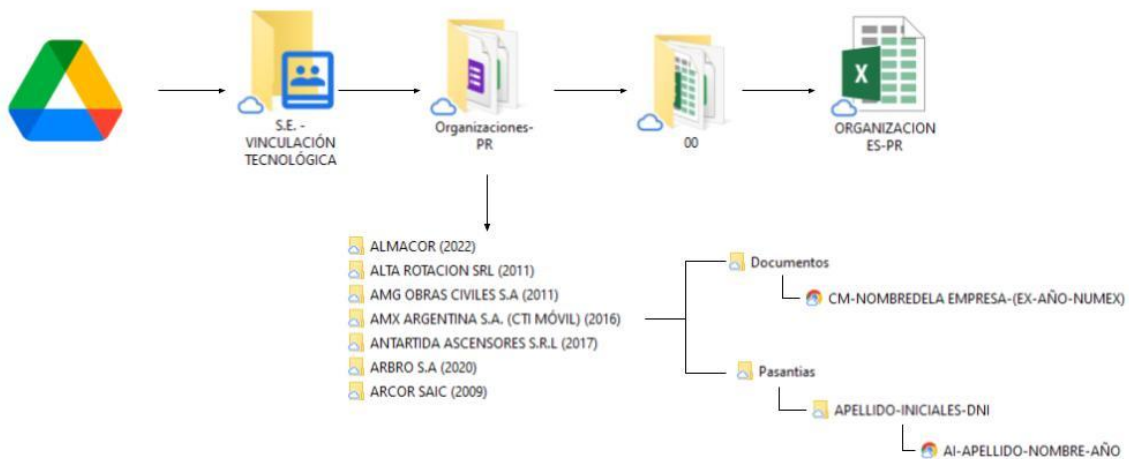 S.E. -
VINCULACIÓN
TECNOLÓGICA
Organizaciones-
PR
00
X
ORGANIZACION
ES-PR
ALMACOR (2022)
ALTA ROTACION SRL (2011)
AMG OBRAS CIVILES S.A (2011)
AMX ARGENTINA S.A. (CTI MÓVIL) (2016)
ANTARTIDA ASCENSORES S.R.L (2017)
ARBRO S.A (2020)
ARCOR SAIC (2009)
Documentos
CM-NOMBREDELA EMPRESA-(EX-AÑO-NUMEX)
Pasantias
APELLIDO-INICIALES-DNI
AI-APELLIDO-NOMBRE-AÑO